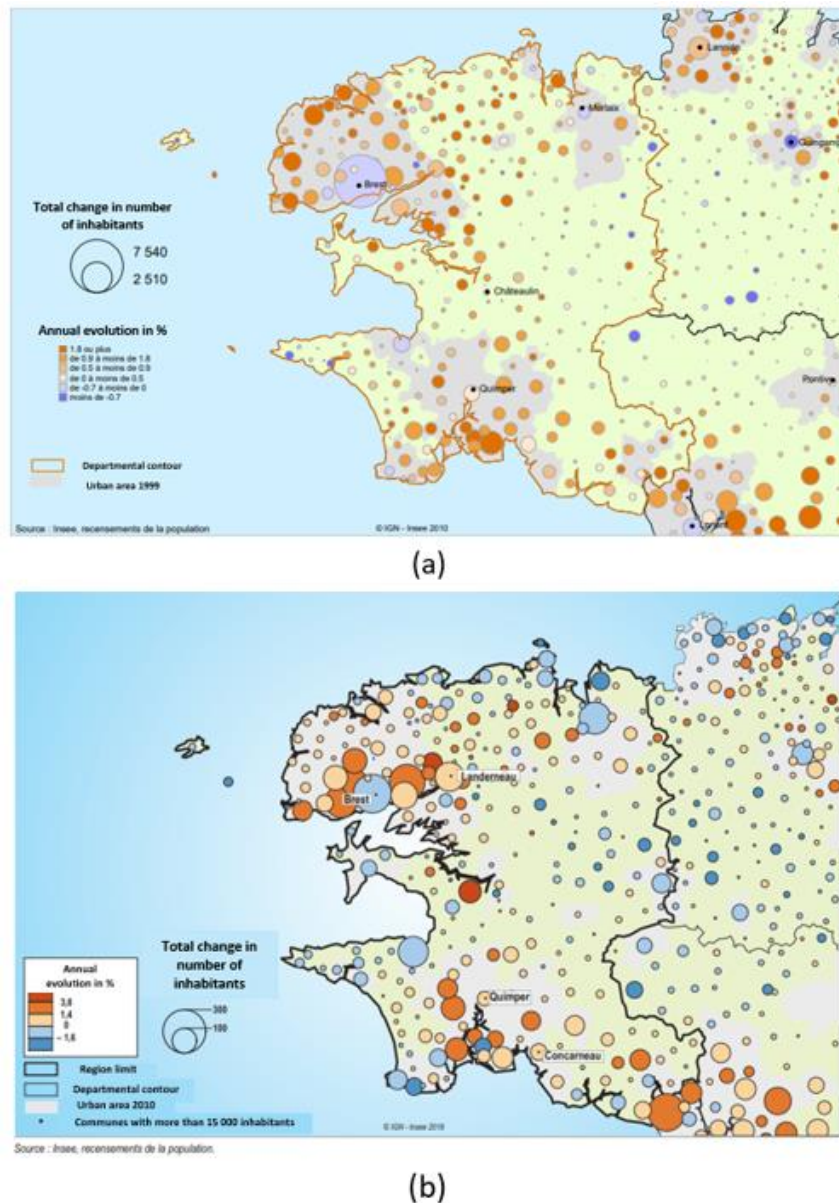 Lannion
Morlaix
Guingamp
Brest
Total change in number
of inhabitants
7 540
2 510
Châteaulin
Annual evolution in %
1.8 ou plus
de 0.9 à moins de 1.8
de 0.5 à moins de 0.9
de 0 à moins de 0.5
de -0.7 à moins de 0
moins de -0.7
Quimper
Pontivy
Departmental contour
Urban area 1999
Lorient
Source : Insee, recensements de la population
© IGN - Insee 2010
(a)
Landerneau
Brest
Total change in
number of
inhabitants
300
100
Annual
evolution in %
3,8
1,4
0
– 1,6
Quimper
Concarneau
Region limit
Departmental contour
Urban area 2010
Communes with more than 15 000 inhabitants
Source : Insee, recensements de la population.
(b)